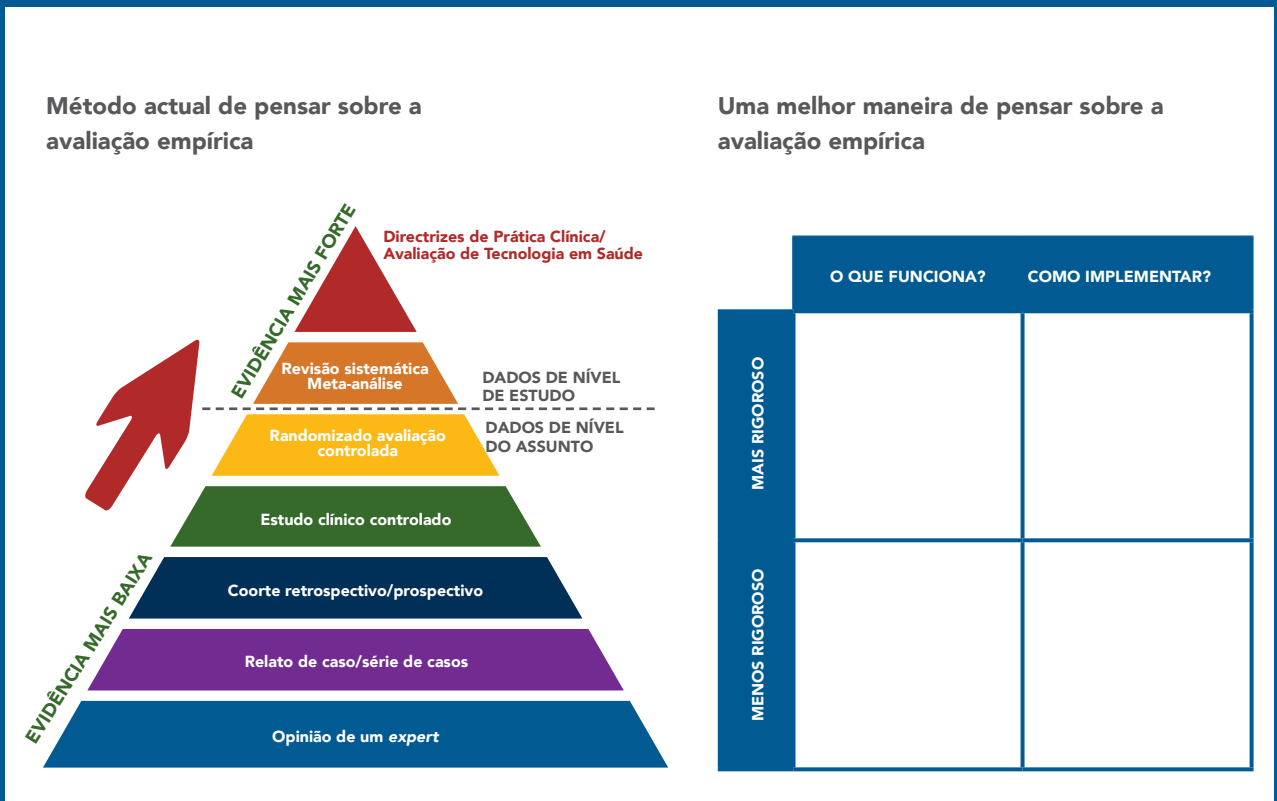 Método actual de pensar sobre a
avaliação empírica
EVIDÊNCIA MAIS FORTE
Directrizes de Prática Clínica/
Avaliação de Tecnologia em Saúde
Revisão sistemática
Meta-análise
DADOS DE NÍVEL
DE ESTUDO
DADOS DE NÍVEL
DO ASSUNTO
Randomizado avaliação
controlada
Estudo clínico controlado
EVIDÊNCIA MAIS BAIXA
Coorte retrospectivo/prospectivo
Relato de caso/série de casos
Opinião de um expert
Uma melhor maneira de pensar sobre a
avaliação empírica
O QUE FUNCIONA?
COMO IMPLEMENTAR?
MAIS RIGOROSO
MENOS RIGOROSO